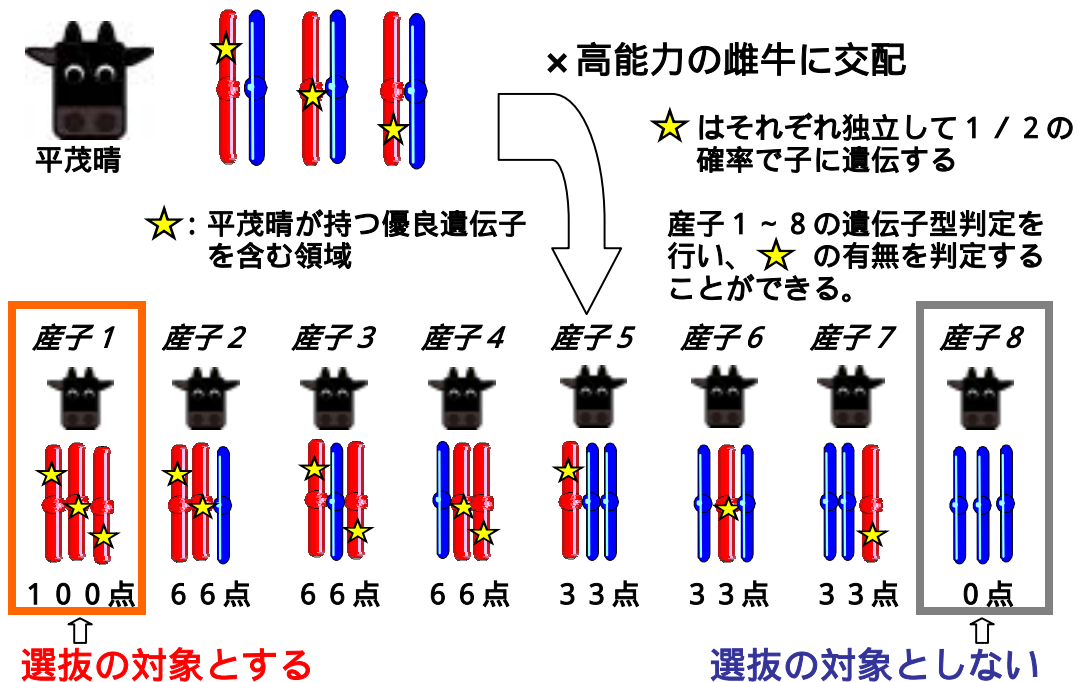 ×高能力の雌牛に交配
平茂晴
☆はそれぞれ独立して1/2の
確率で子に遺伝する
☆:平茂晴が持つ優良遺伝子
を含む領域
産子1~8の遺伝子型判定を
行い、☆の有無を判定する
ことができる。
産子1 産子2 産子3 産子4 産子5 産子6 産子7 産子8
100点 66点 66点 66点 33点 33点 33点 0点
選抜の対象とする 選抜の対象としない